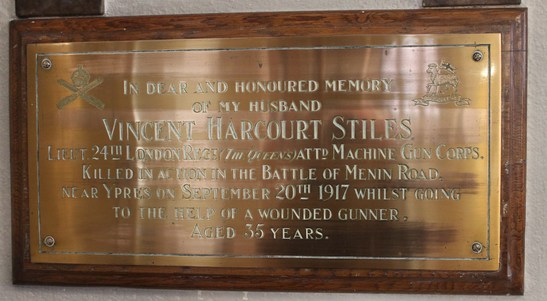 In dear and honoured memory
of my husband
Vincent Harcourt Stiles
Lieut. 24th London Regt (The Queens) attd Machine Gun Corps.
Killed in action in the Battle of Menin Road.
near Ypres on September 20th 1917 whilst going
to the help of a wounded gunner.
Aged 35 years.